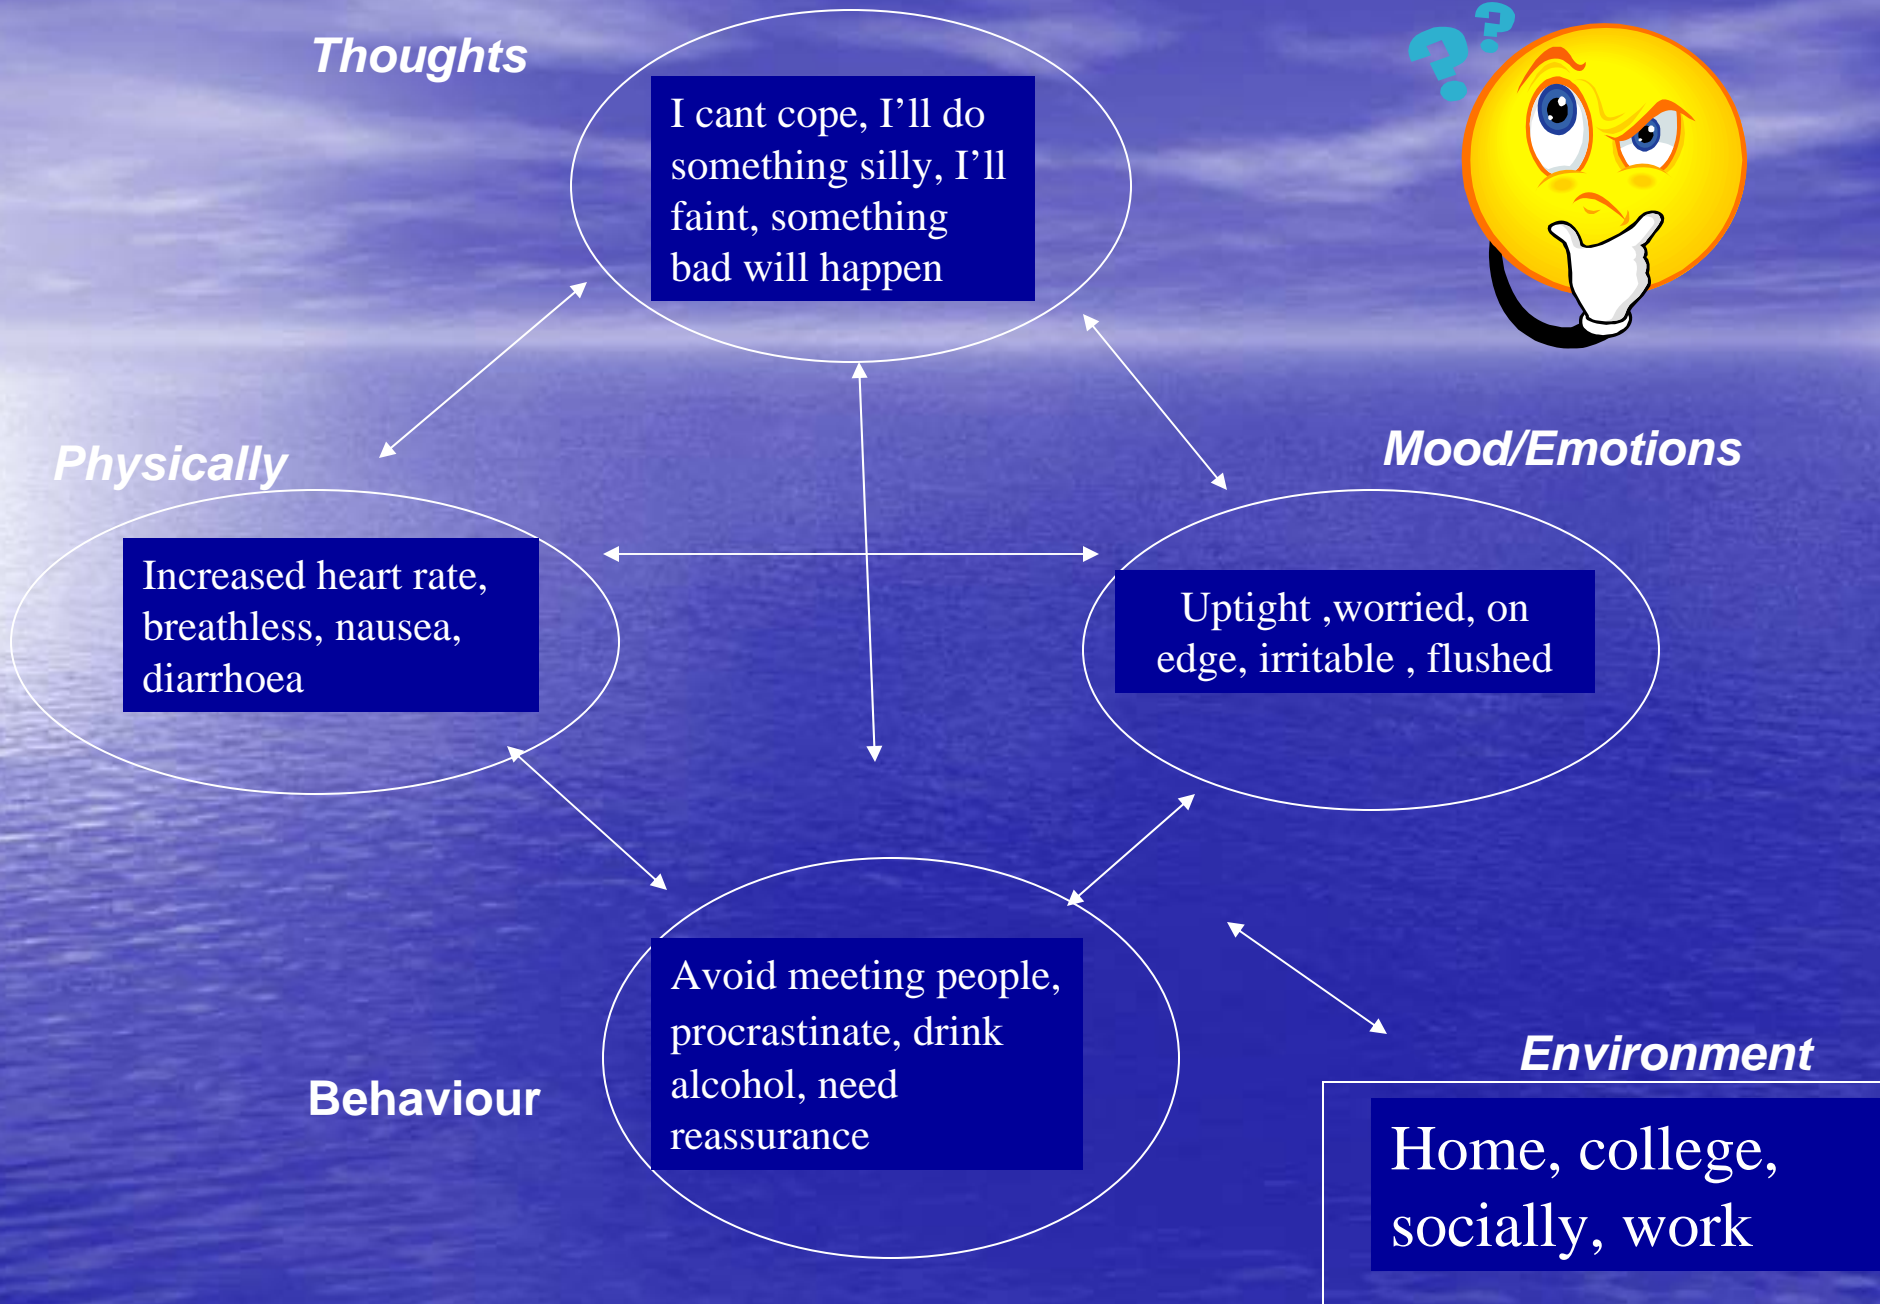 Thoughts
I cant cope, I’ll do
something silly, I’ll
faint, something
bad will happen
? ?
Physically
Increased heart rate,
breathless, nausea,
diarrhoea
Mood/Emotions
Uptight ,worried, on
edge, irritable , flushed
Behaviour
Avoid meeting people,
procrastinate, drink
alcohol, need
reassurance
Environment
Home, college,
socially, work